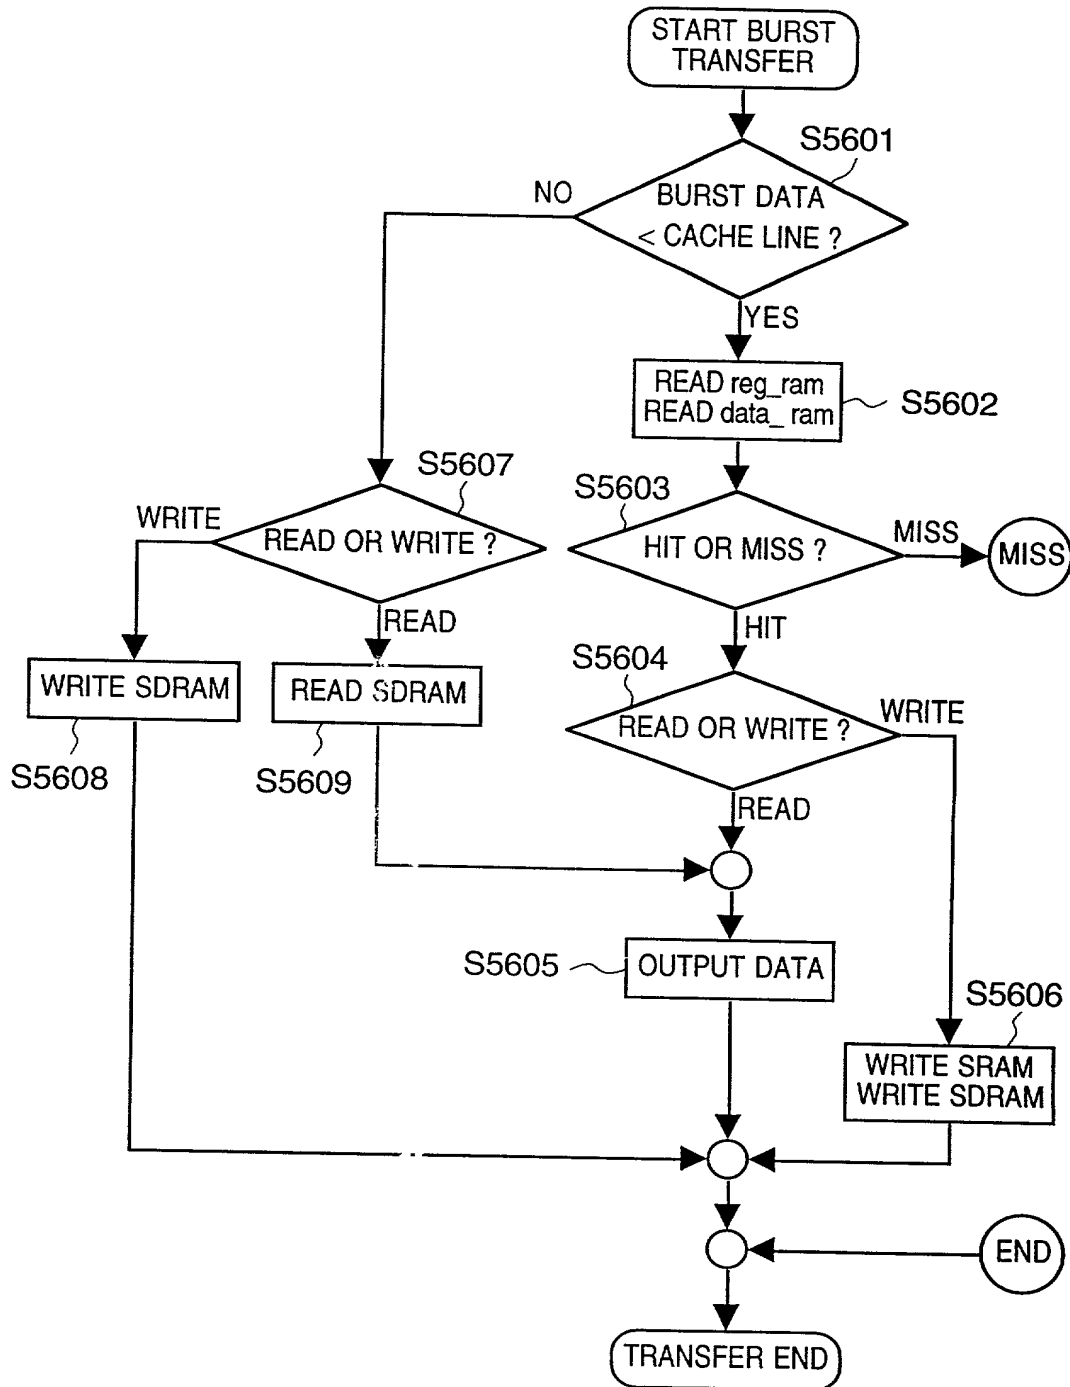 START BURST
TRANSFER
S5601
BURST DATA
< CACHE LINE ?
NO
YES
READ reg_ram
READ data_ ram
S5602
S5607
S5603
WRITE
READ OR WRITE ?
HIT OR MISS ?
MISS
MISS
READ
HIT
S5604
WRITE SDRAM
READ SDRAM
READ OR WRITE ?
WRITE
S5608
S5609
READ
S5605
OUTPUT DATA
S5606
WRITE SRAM
WRITE SDRAM
END
TRANSFER END